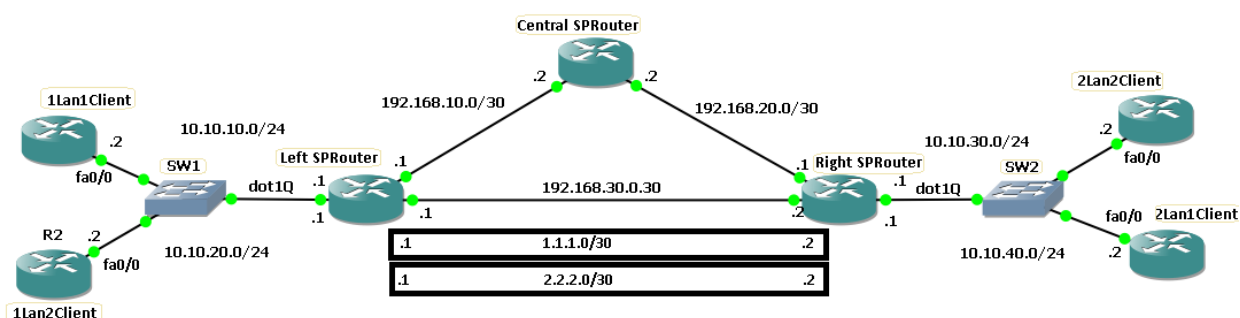 Central SPRouter
.2
.2
192.168.10.0/30
192.168.20.0/30
1Lan1Client
.2
fa0/0
10.10.10.0/24
SW1
dot1Q
Left SPRouter
.1
.1
.1
.1
192.168.30.0.30
.1
.2
Right SPRouter
.1
.1
dot1Q
SW2
10.10.30.0/24
2Lan2Client
.2
fa0/0
R2
.2
fa0/0
1Lan2Client
10.10.20.0/24
.1 1.1.1.0/30 .2
.1 2.2.2.0/30 .2
10.10.40.0/24
fa0/0
.2
2Lan1Client